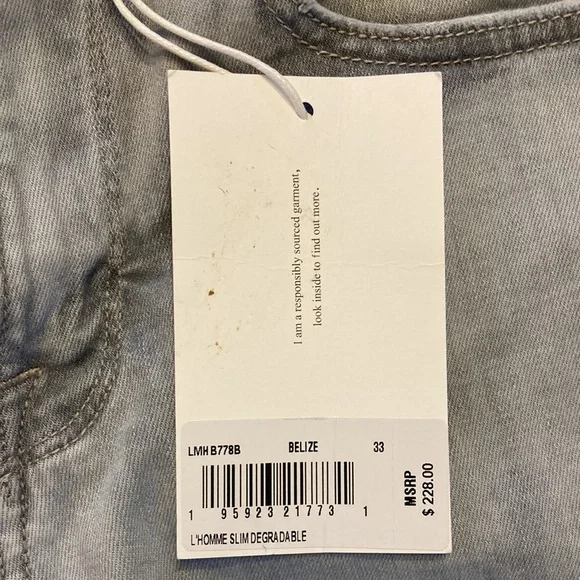 I am a responsibly sourced garment,
look inside to find out more.
LMH B778B BELIZE 33
1 95923 21773 1
L'HOMME SLIM DEGRADABLE
MSRP
$ 228.00